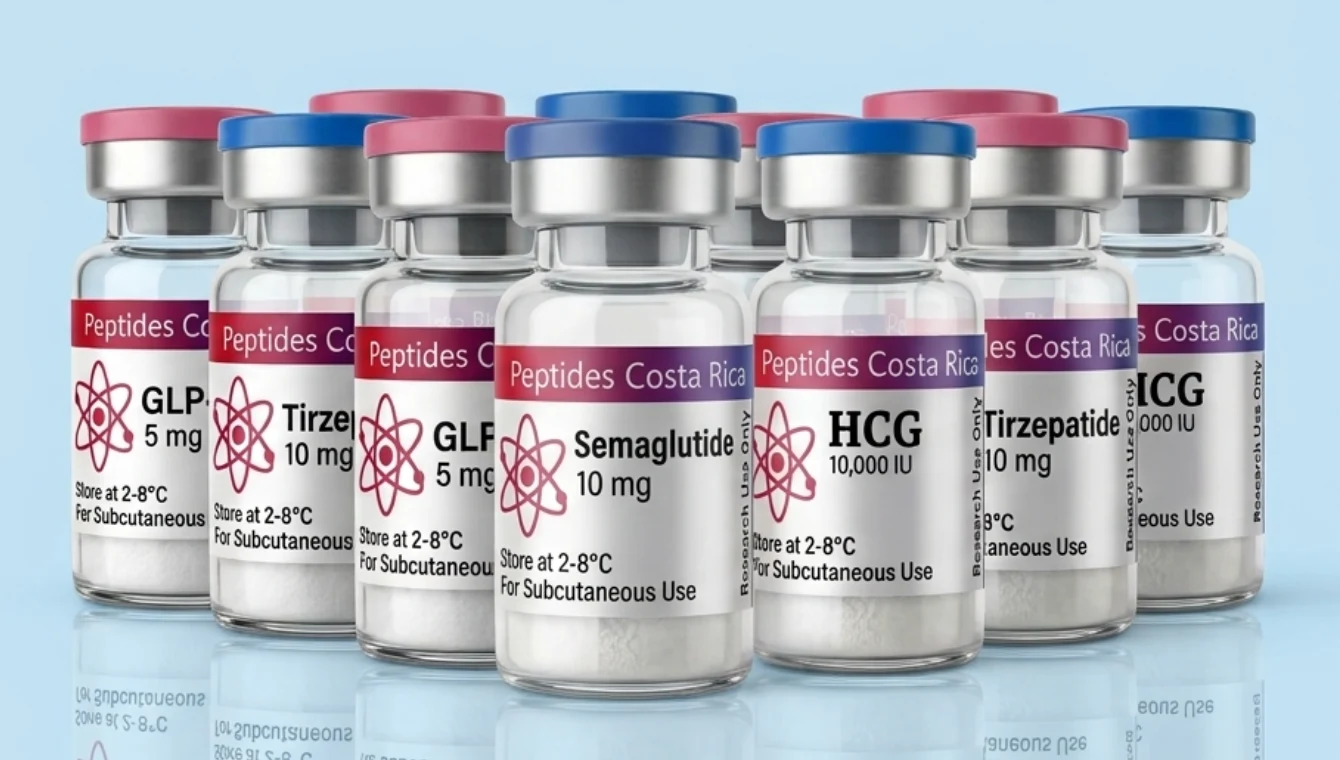 Peptides Co
GLP-
5 mg
Store at 2-8°C
Fer Subcutaneous
Peptides Co
Tirzep
10 mg
Store at 2-8°C
For Subcutaneous
Peptides C
GLP
5 mg
Store at 2-8°C
For Subcutaneou
Peptides Costa Rica
Semaglutide
10 mg
Store at 2-8°C
For Subcutaneous Use
Research Use Only
Peptides Costa Rica
HCG
10,000 IU
Store at 2-8°C
For Subcutaneous Use
Research Use Only
des Costa Rica
Tirzepatide
10 mg
8°C
taneous Use
s Costa Rica
HCG
000 IU
eous Use
Research Use Only